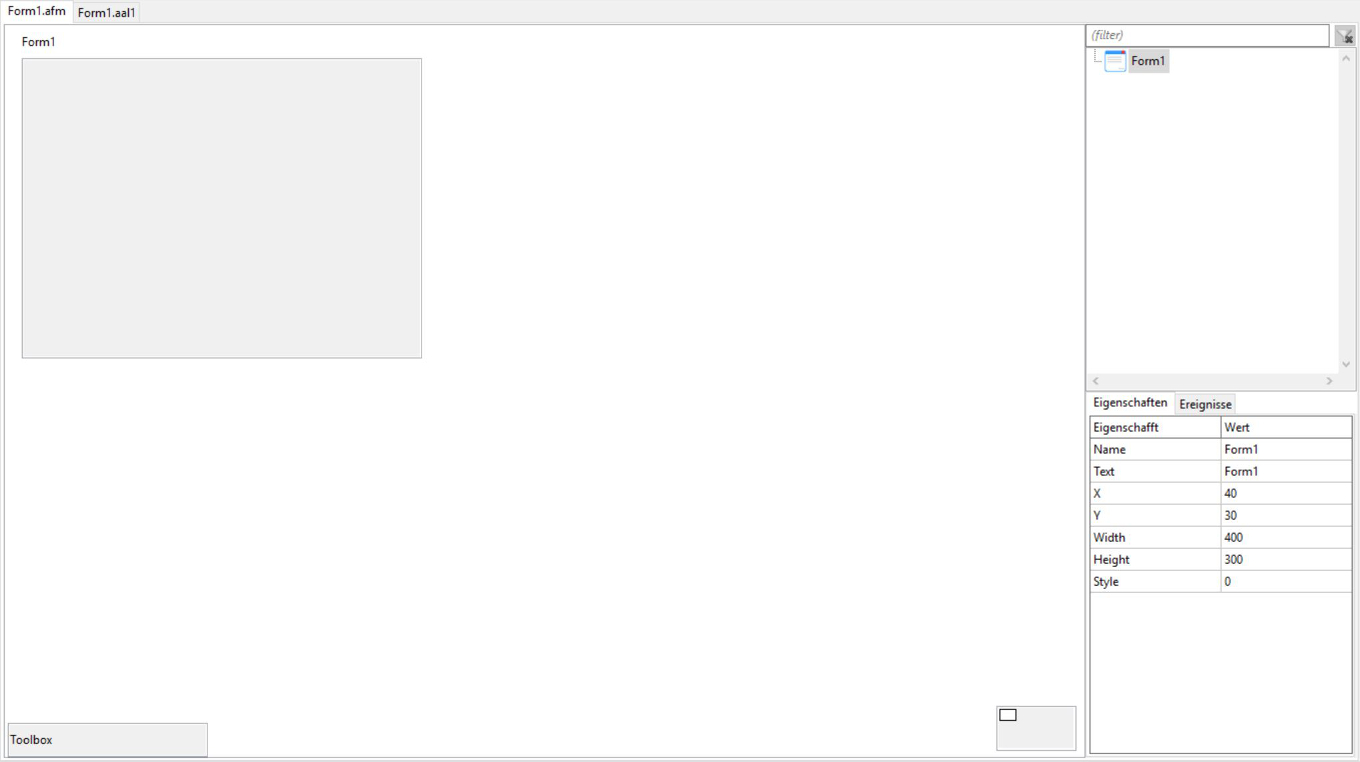 Form1.afm Form1.aal1
Form1
(filter)
Form1
Eigenschaften Ereignisse
Eigenschafft Wert
Name Form1
Text Form1
X 40
Y 30
Width 400
Height 300
Style 0
Toolbox